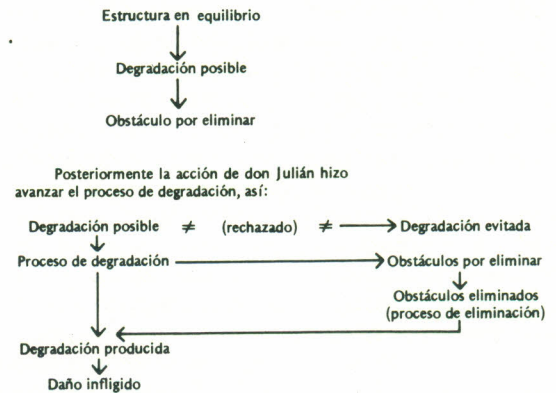 Estructura en equilibrio
Degradación posible
Obstáculo por eliminar
Posteriormente la acción de don Julián hizo
avanzar el proceso de degradación, así:
Degradación posible ≠ (rechazado) ≠ Degradación evitada
Proceso de degradación Obstáculos por eliminar
Obstáculos eliminados
(proceso de eliminación)
Degradación producida
Daño infligido